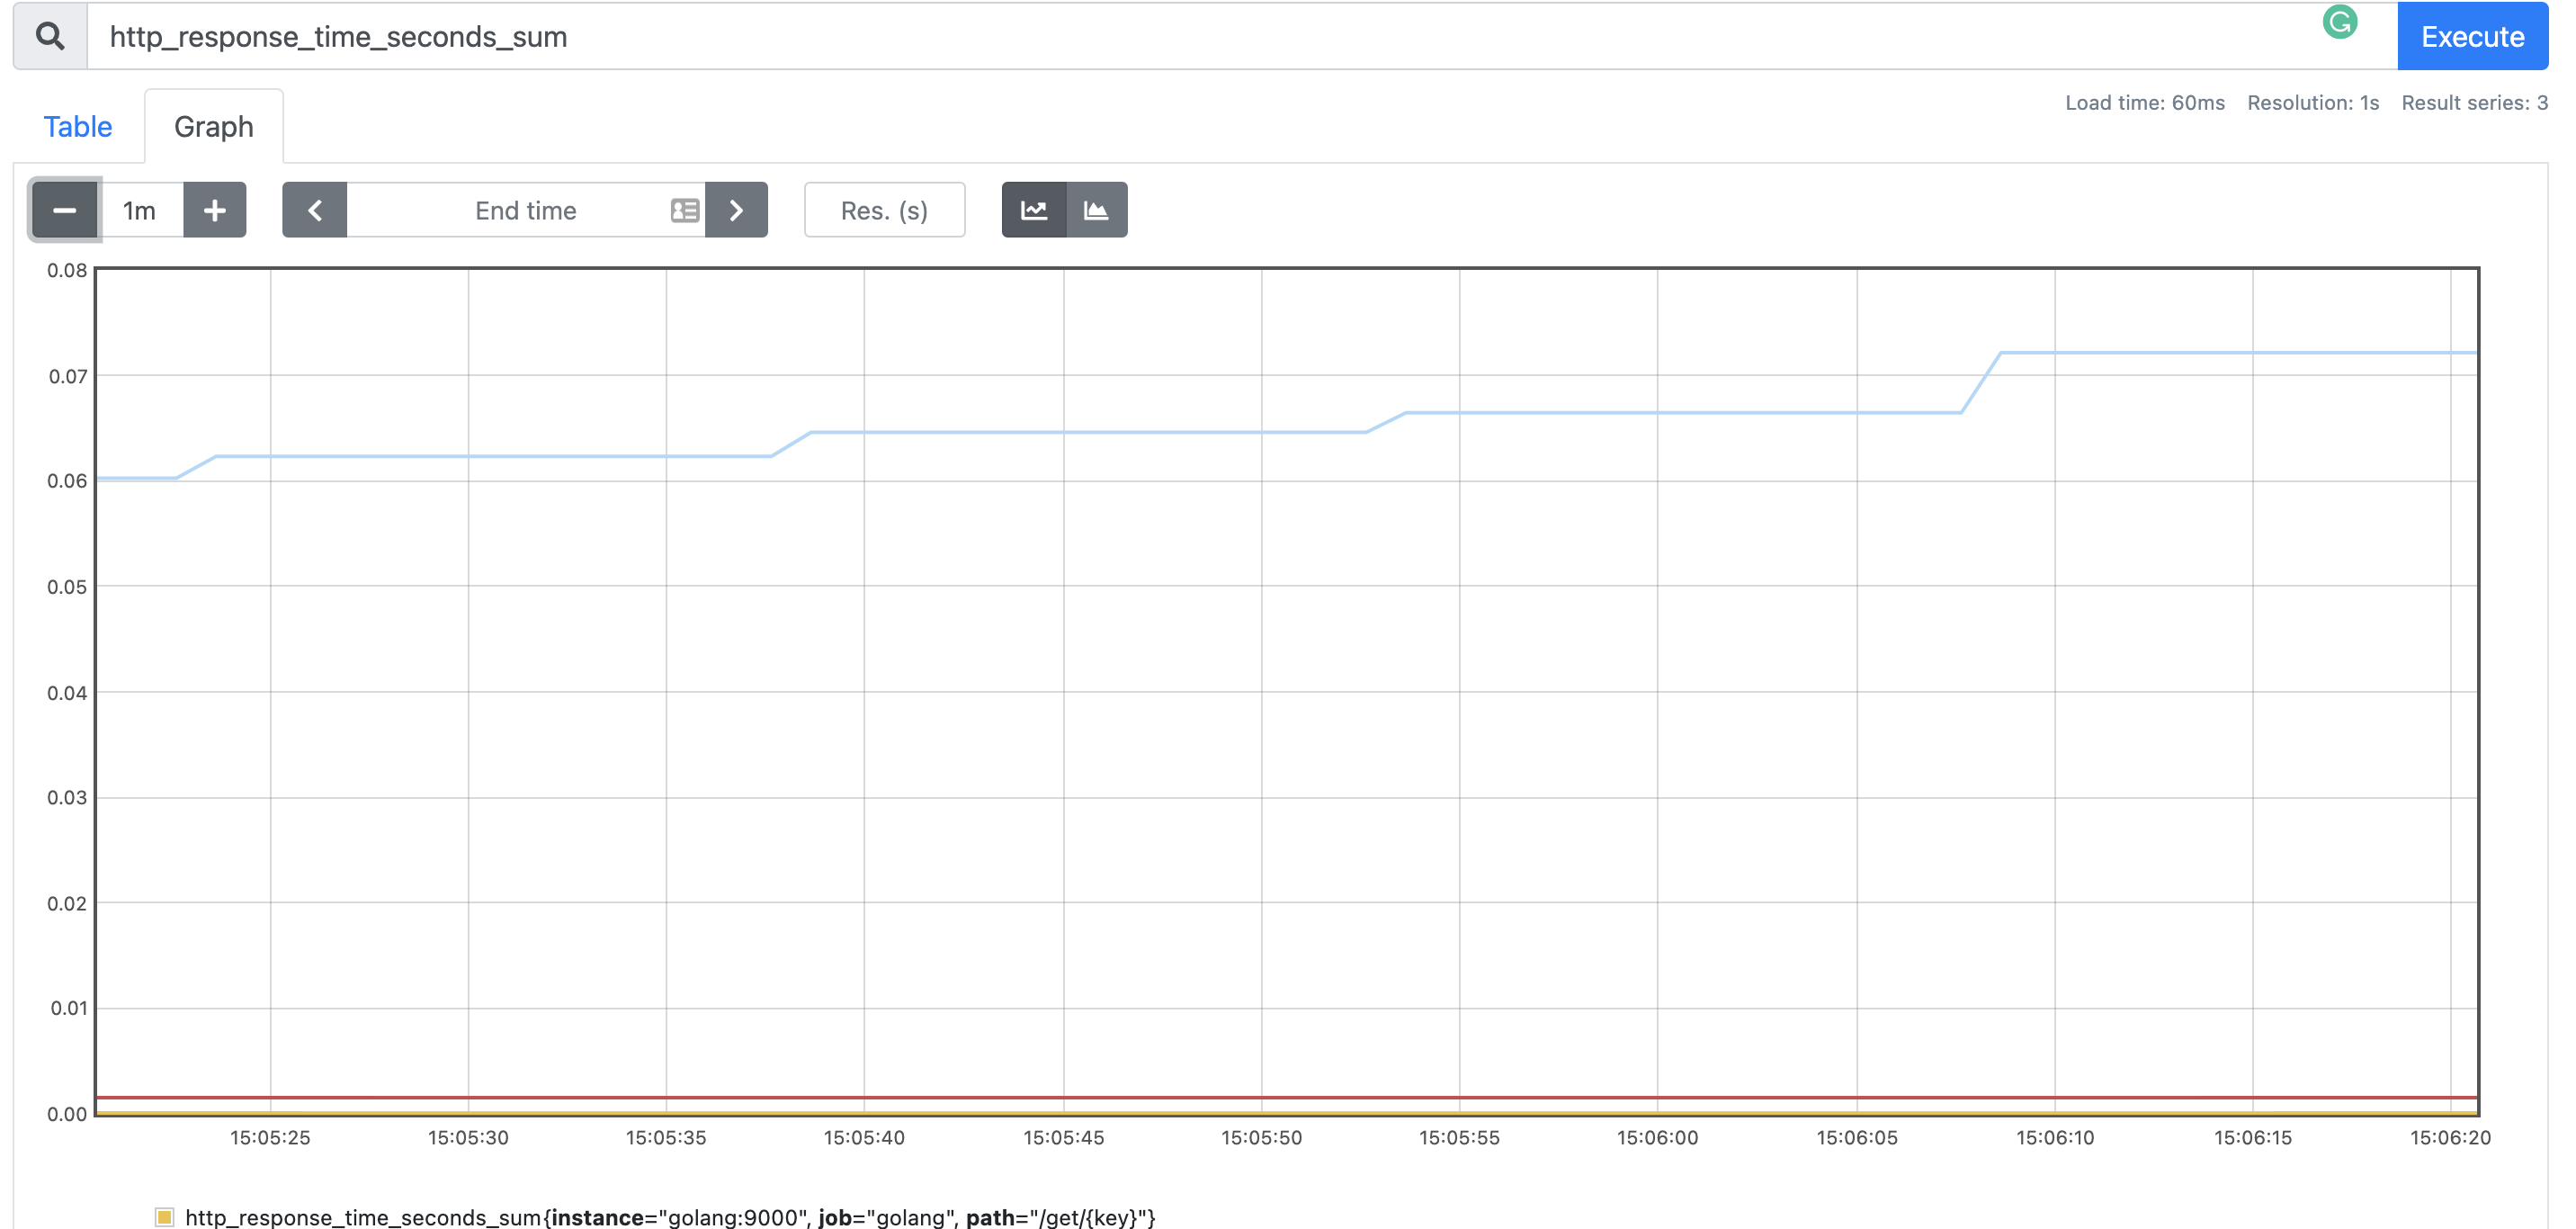 http_response_time_seconds_sum
Execute
Load time: 60ms Resolution: 1s Result series: 3
Table Graph
1m End time Res. (s)
0.08
0.07
0.06
0.05
0.04
0.03
0.02
0.01
0.00
15:05:25 15:05:30 15:05:35 15:05:40 15:05:45 15:05:50 15:05:55 15:06:00 15:06:05 15:06:10 15:06:15 15:06:20
http_response_time_seconds_sum{instance="golang:9000", job="golang", path="/get/{key}"}